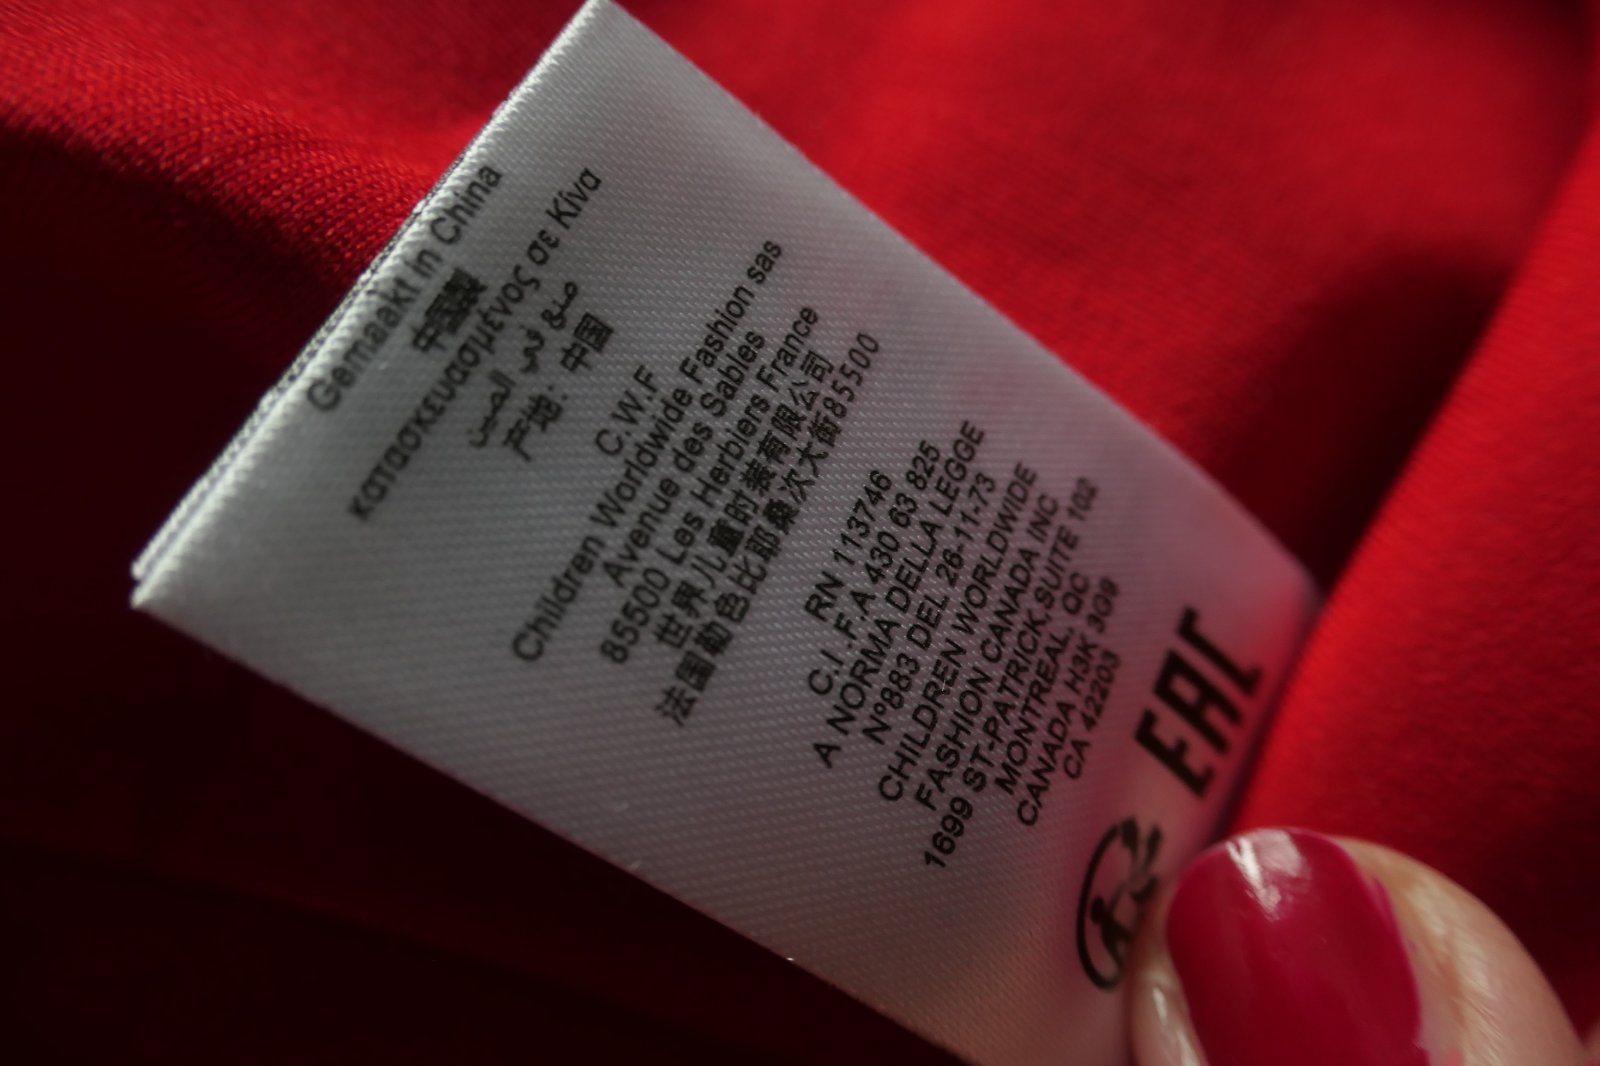 Gemaakt in China
中国製
κατασκευασμένος σε Κίνα
صنع في الصين
产地：中国
C.W.F
Children Worldwide Fashion sas
Avenue des Sables
85500 Les Herbiers France
世界儿童时装有限公司
法国勒色比耶桑次大街85500
RN 113746
C.I.F.A 430 63 825
A NORMA DELLA LEGGE
N°883 DEL 26-11-73
CHILDREN WORLDWIDE
FASHION CANADA INC
1699 ST-PATRICK,SUITE 102
MONTREAL, QC
CANADA H3K 3G9
CA 42203
EAC